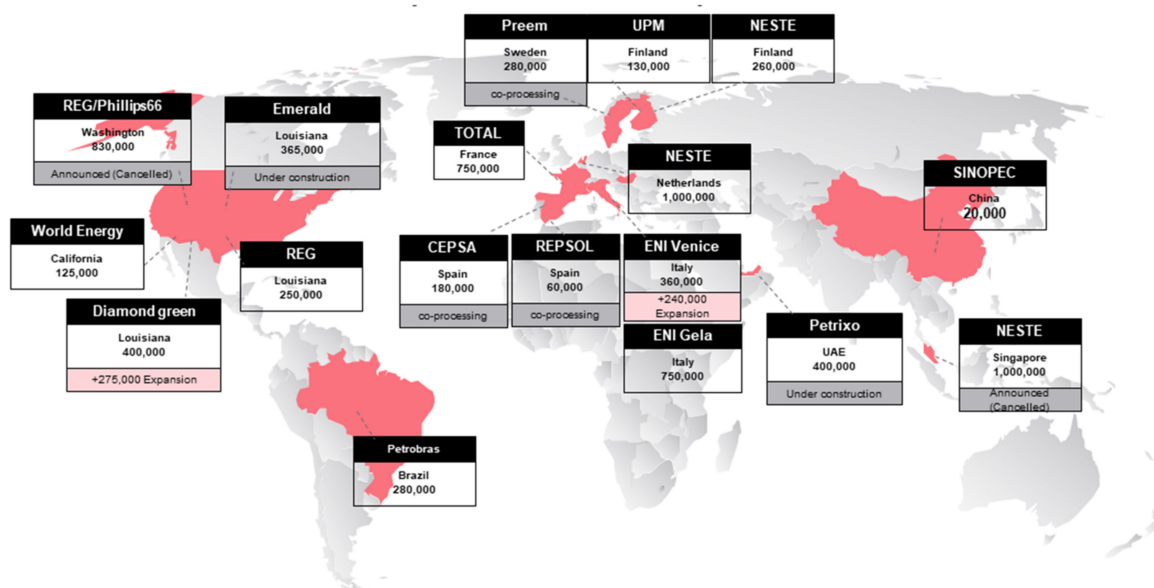 Preem
Sweden
280,000
co-processing
UPM
Finland
130,000
NESTE
Finland
260,000
REG/Phillips66
Washington
830,000
Announced (Cancelled)
Emerald
Louisiana
365,000
Under construction
TOTAL
France
750,000
NESTE
Netherlands
1,000,000
SINOPEC
China
20,000
World Energy
California
125,000
REG
Louisiana
250,000
CEPSA
Spain
180,000
co-processing
REPSOL
Spain
60,000
co-processing
ENI Venice
Italy
360,000
+240,000
Expansion
Diamond green
Louisiana
400,000
+275,000 Expansion
ENI Gela
Italy
750,000
Petrixo
UAE
400,000
Under construction
NESTE
Singapore
1,000,000
Announced
(Cancelled)
Petrobras
Brazil
280,000